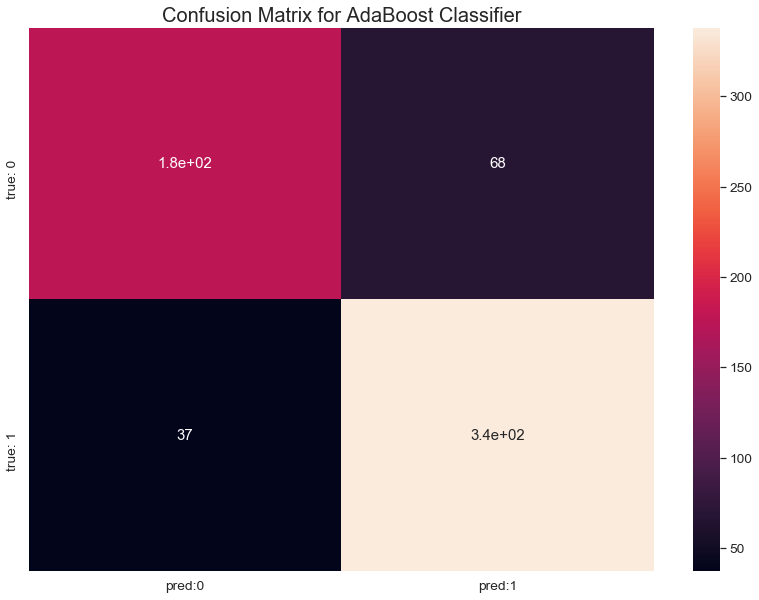 Confusion Matrix for AdaBoost Classifier
true: 0
1.8e+02
68
true: 1
37
3.4e+02
pred:0
pred:1
300
250
200
150
100
50